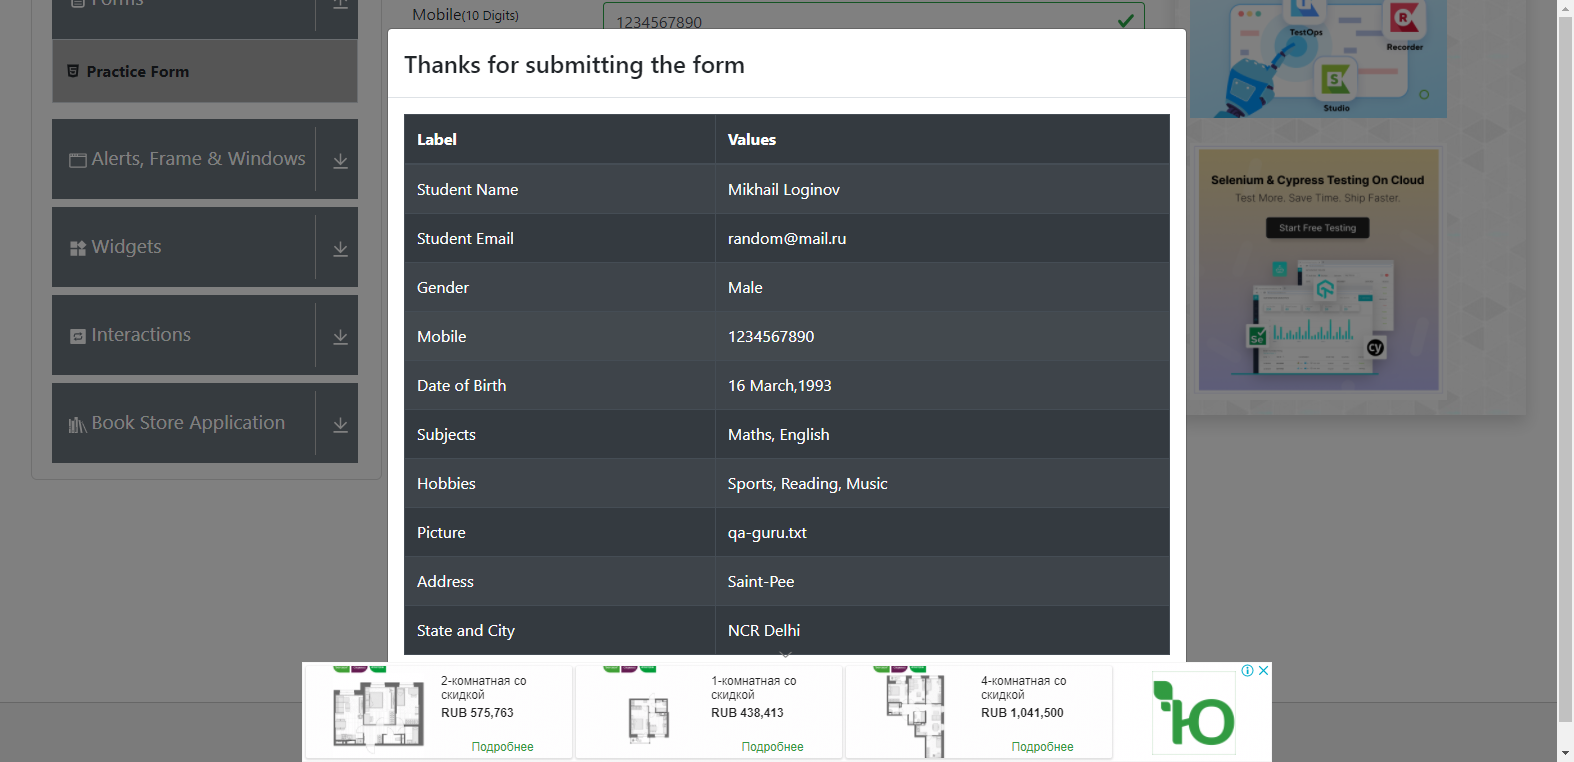 Forms
Practice Form
Alerts, Frame & Windows
Widgets
Interactions
Book Store Application
Mobile(10 Digits)
1234567890
Thanks for submitting the form
Label Values
Student Name Mikhail Loginov
Student Email random@mail.ru
Gender Male
Mobile 1234567890
Date of Birth 16 March,1993
Subjects Maths, English
Hobbies Sports, Reading, Music
Picture qa-guru.txt
Address Saint-Pee
State and City NCR Delhi
TestOps
Recorder
Studio
Selenium & Cypress Testing On Cloud
Test More. Save Time. Ship Faster.
Start Free Testing
Se
cy
2-комнатная со
скидкой
RUB 575,763
Подробнее
1-комнатная со
скидкой
RUB 438,413
Подробнее
4-комнатная со
скидкой
RUB 1,041,500
Подробнее
Ю